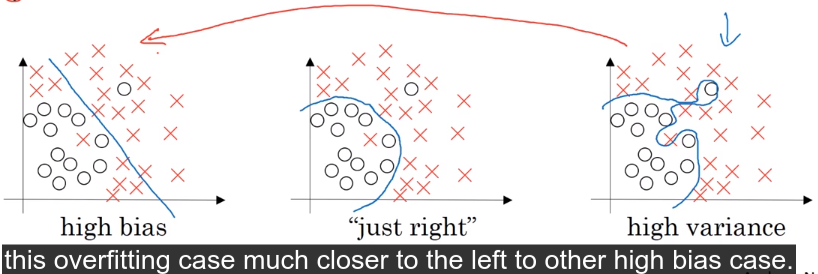 high bias
"just right"
high variance
this overfitting case much closer to the left to other high bias case.